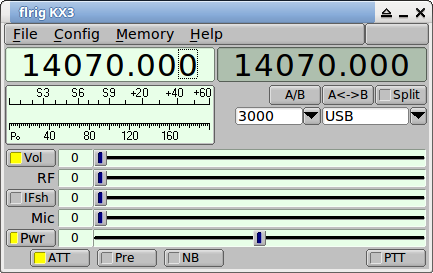 flrig KX3
File Config Memory Help
14070.000 14070.000
S3 S6 S9 +20 +40 +60
Po 40 80 120 160
A/B A<->B Split
3000 USB
Vol 0
RF 0
IFsh 0
Mic 0
Pwr 0
ATT Pre NB PTT